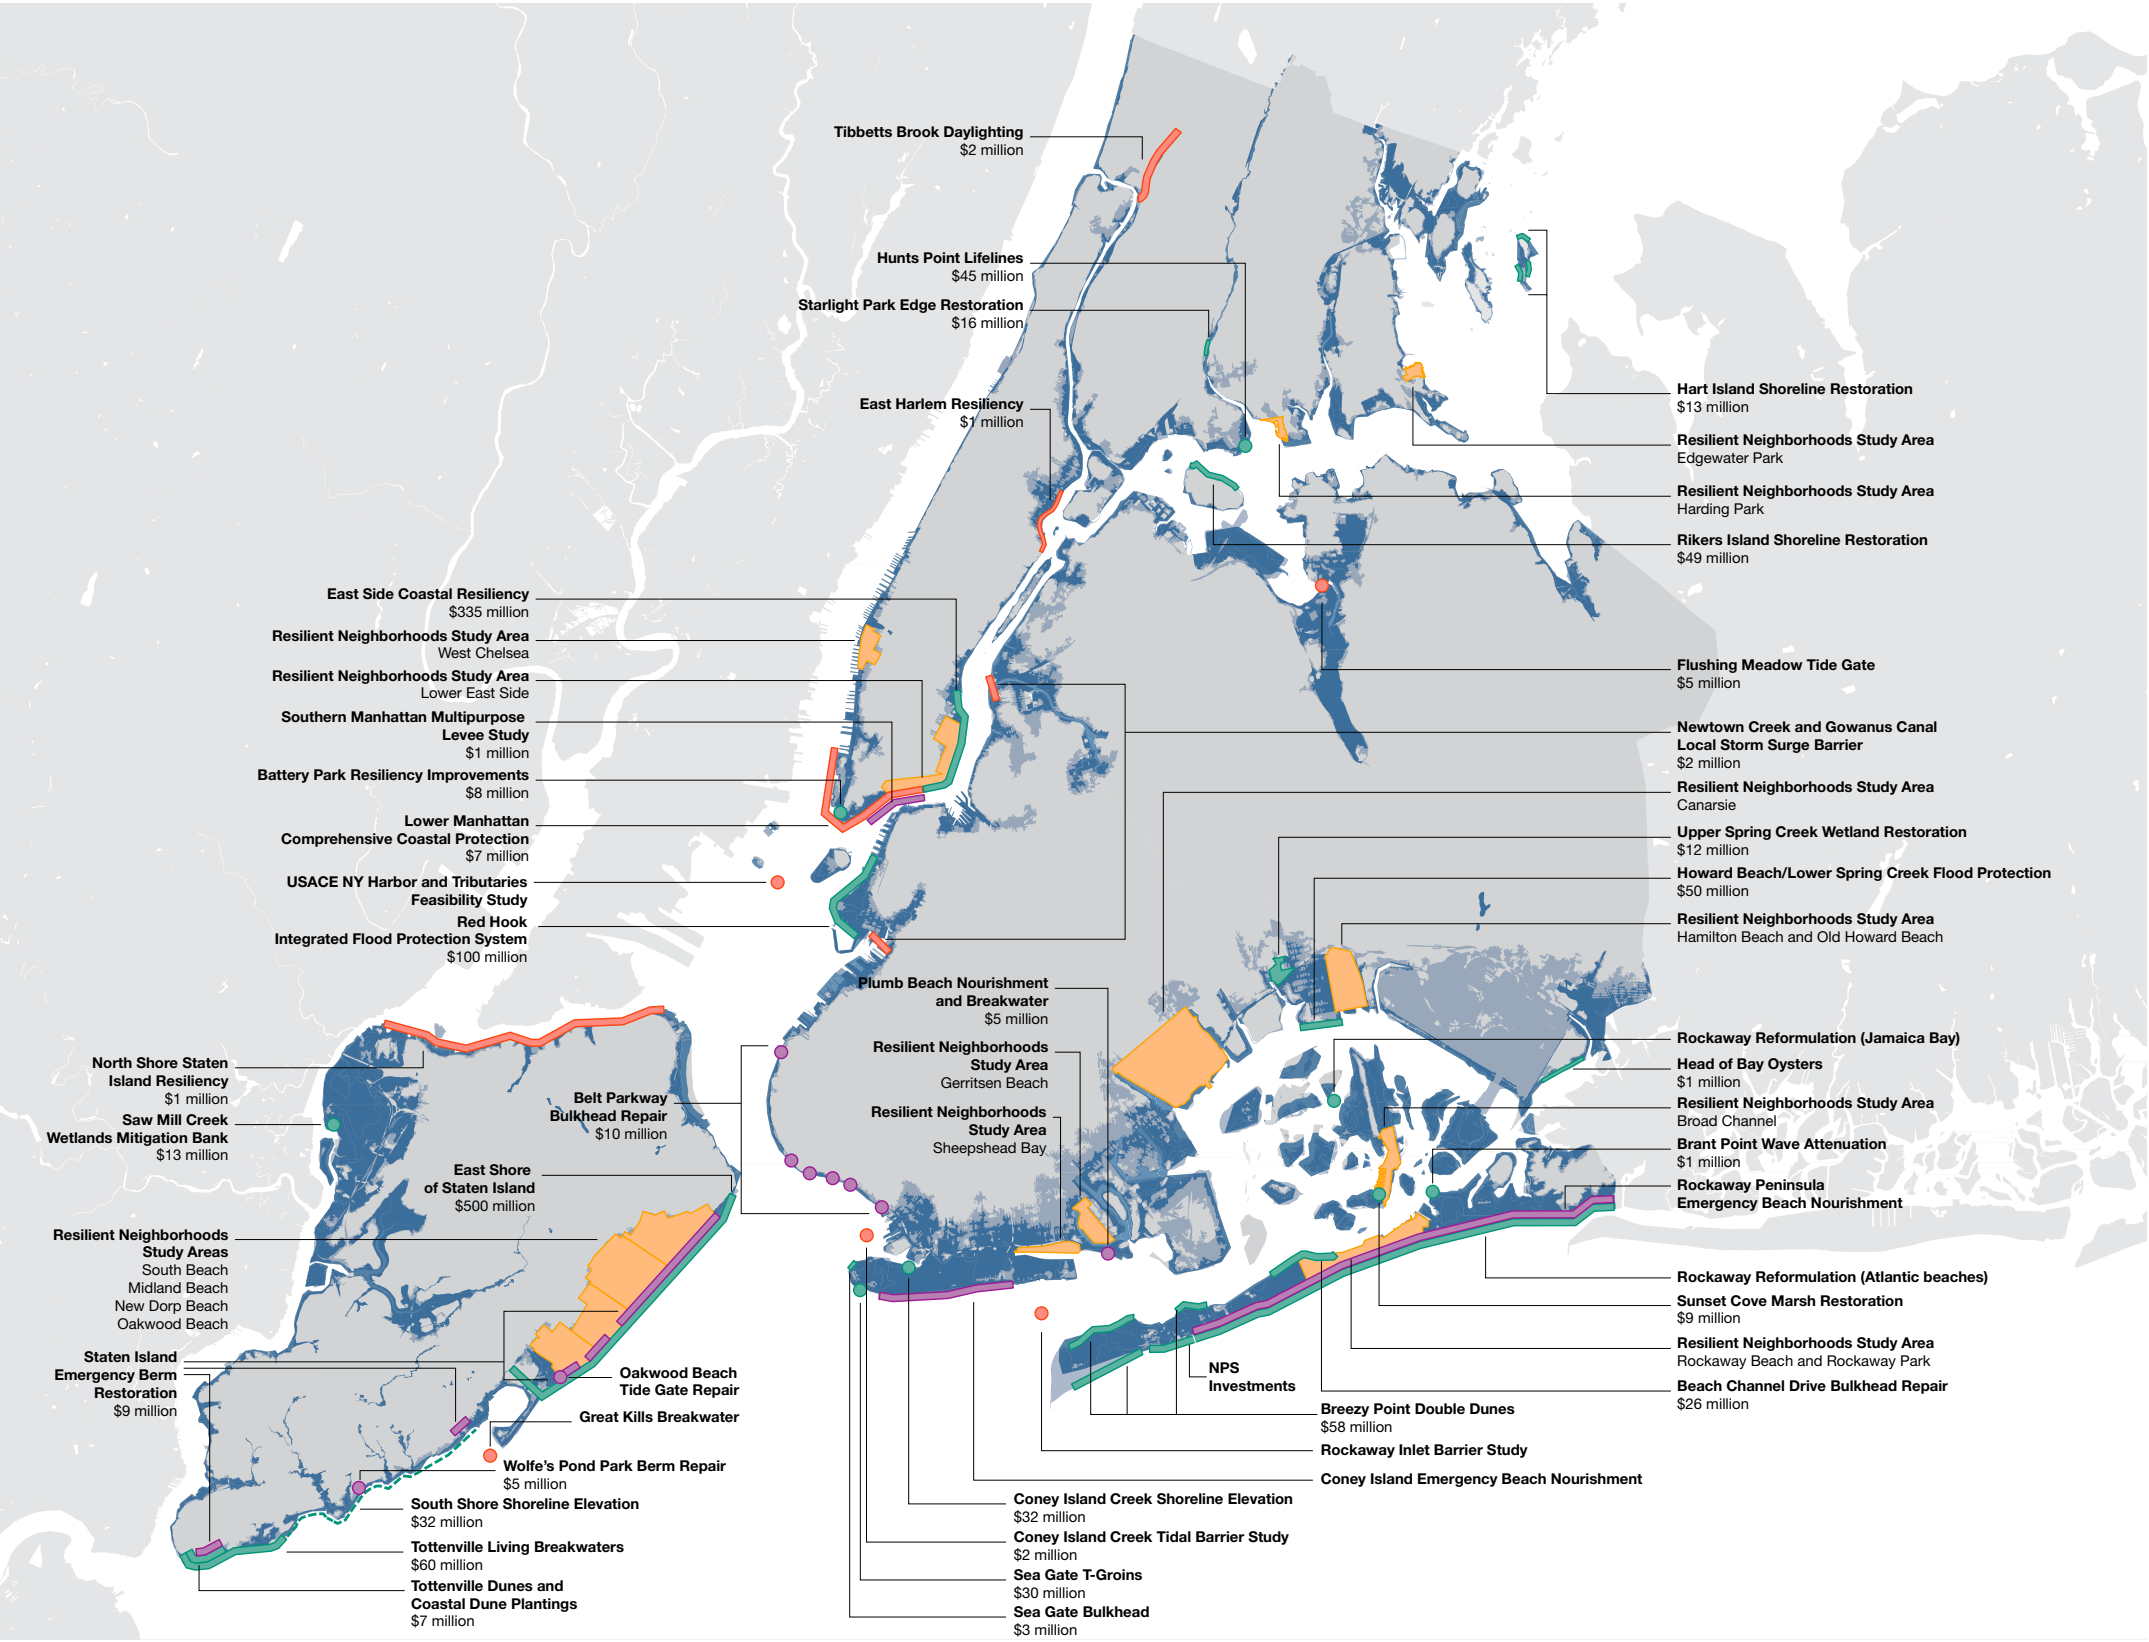 Tibbetts Brook Daylighting
$2 million
Hunts Point Lifelines
$45 million
Starlight Park Edge Restoration
$16 million
East Harlem Resiliency
$1 million
East Side Coastal Resiliency
$335 million
Resilient Neighborhoods Study Area
West Chelsea
Resilient Neighborhoods Study Area
Lower East Side
Southern Manhattan Multipurpose
Levee Study
$1 million
Battery Park Resiliency Improvements
$8 million
Lower Manhattan
Comprehensive Coastal Protection
$7 million
USACE NY Harbor and Tributaries
Feasibility Study
Red Hook
Integrated Flood Protection System
$100 million
Hart Island Shoreline Restoration
$13 million
Resilient Neighborhoods Study Area
Edgewater Park
Resilient Neighborhoods Study Area
Harding Park
Rikers Island Shoreline Restoration
$49 million
Flushing Meadow Tide Gate
$5 million
Newtown Creek and Gowanus Canal
Local Storm Surge Barrier
$2 million
Resilient Neighborhoods Study Area
Canarsie
Upper Spring Creek Wetland Restoration
$12 million
Howard Beach/Lower Spring Creek Flood Protection
$50 million
Resilient Neighborhoods Study Area
Hamilton Beach and Old Howard Beach
Plumb Beach Nourishment
and Breakwater
$5 million
Resilient Neighborhoods
Study Area
Gerritsen Beach
Resilient Neighborhoods
Study Area
Sheepshead Bay
Belt Parkway
Bulkhead Repair
$10 million
North Shore Staten
Island Resiliency
$1 million
Saw Mill Creek
Wetlands Mitigation Bank
$13 million
East Shore
of Staten Island
$500 million
Resilient Neighborhoods
Study Areas
South Beach
Midland Beach
New Dorp Beach
Oakwood Beach
Staten Island
Emergency Berm
Restoration
$9 million
Rockaway Reformulation (Jamaica Bay)
Head of Bay Oysters
$1 million
Resilient Neighborhoods Study Area
Broad Channel
Brant Point Wave Attenuation
$1 million
Rockaway Peninsula
Emergency Beach Nourishment
Rockaway Reformulation (Atlantic beaches)
Sunset Cove Marsh Restoration
$9 million
Resilient Neighborhoods Study Area
Rockaway Beach and Rockaway Park
Beach Channel Drive Bulkhead Repair
$26 million
Oakwood Beach
Tide Gate Repair
Great Kills Breakwater
Wolfe's Pond Park Berm Repair
$5 million
South Shore Shoreline Elevation
$32 million
Tottenville Living Breakwaters
$60 million
Tottenville Dunes and
Coastal Dune Plantings
$7 million
NPS
Investments
Breezy Point Double Dunes
$58 million
Rockaway Inlet Barrier Study
Coney Island Emergency Beach Nourishment
Coney Island Creek Shoreline Elevation
$32 million
Coney Island Creek Tidal Barrier Study
$2 million
Sea Gate T-Groins
$30 million
Sea Gate Bulkhead
$3 million